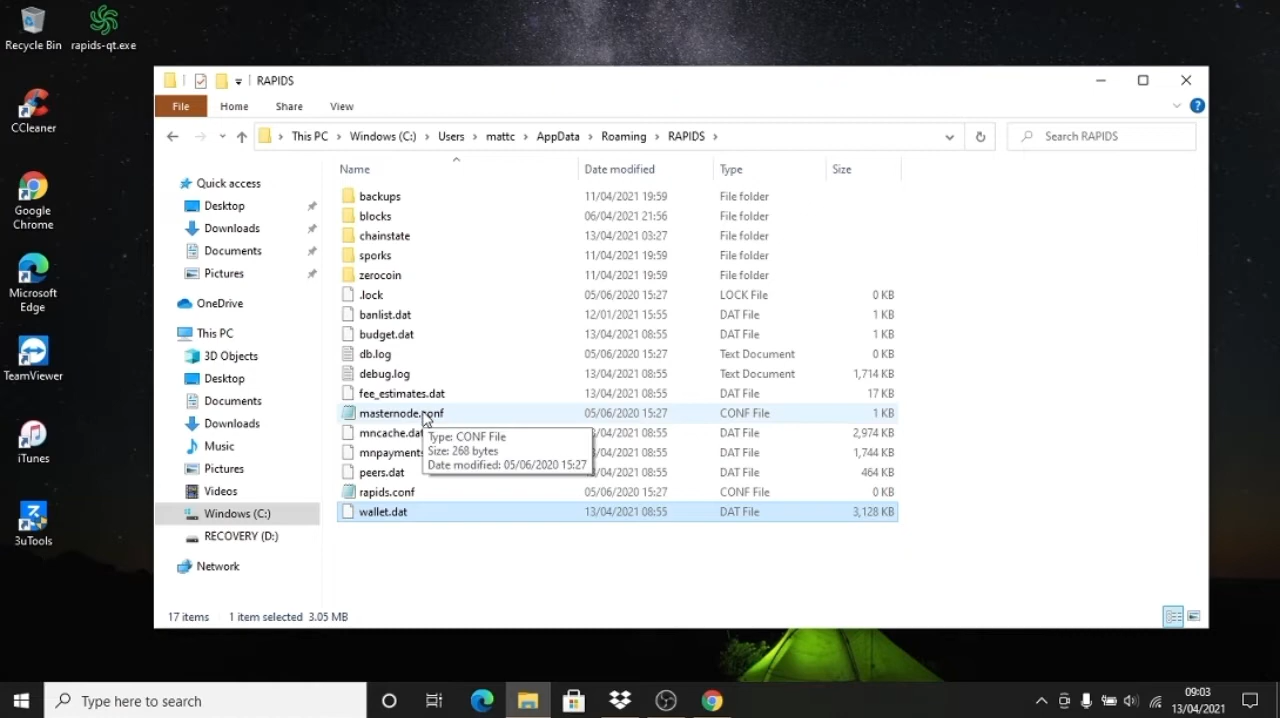 Recycle Bin
rapids-qt.exe
CCleaner
Google
Chrome
Microsoft
Edge
TeamViewer
iTunes
3uTools
RAPIDS
File Home Share View
This PC Windows (C:) Users mattc AppData Roaming RAPIDS
Search RAPIDS
Quick access
Desktop
Downloads
Documents
Pictures
OneDrive
This PC
3D Objects
Desktop
Documents
Downloads
Music
Pictures
Videos
Windows (C:)
RECOVERY (D:)
Network
Name Date modified Type Size
backups 11/04/2021 19:59 File folder
blocks 06/04/2021 21:56 File folder
chainstate 13/04/2021 03:27 File folder
sporks 11/04/2021 19:59 File folder
zerocoin 11/04/2021 19:59 File folder
.lock 05/06/2020 15:27 LOCK File 0 KB
banlist.dat 12/01/2021 15:55 DAT File 1 KB
budget.dat 13/04/2021 08:55 DAT File 1 KB
db.log 05/06/2020 15:27 Text Document 0 KB
debug.log 13/04/2021 08:55 Text Document 1,714 KB
fee_estimates.dat 13/04/2021 08:55 DAT File 17 KB
masternode.conf 05/06/2020 15:27 CONF File 1 KB
mncache.dat 08:55 DAT File 2,974 KB
mnpayments 08:55 DAT File 1,744 KB
peers.dat 08:55 DAT File 464 KB
rapids.conf 05/06/2020 15:27 CONF File 0 KB
wallet.dat 13/04/2021 08:55 DAT File 3,128 KB
Type: CONF File
Size: 268 bytes
Date modified: 05/06/2020 15:27
17 items 1 item selected 3.05 MB
Type here to search
09:03
13/04/2021